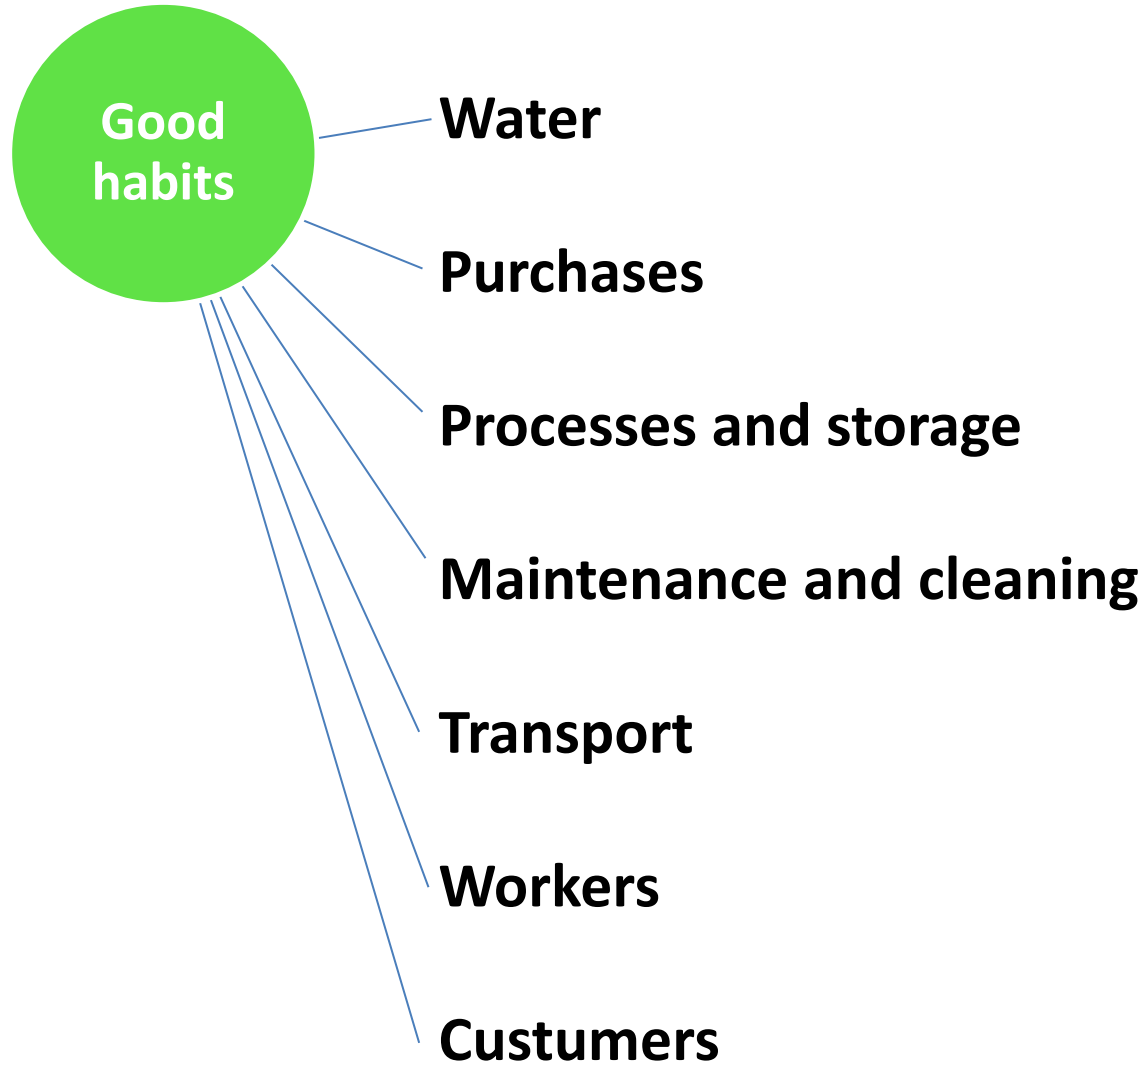 Good
habits
Water
Purchases
Processes and storage
Maintenance and cleaning
Transport
Workers
Custumers